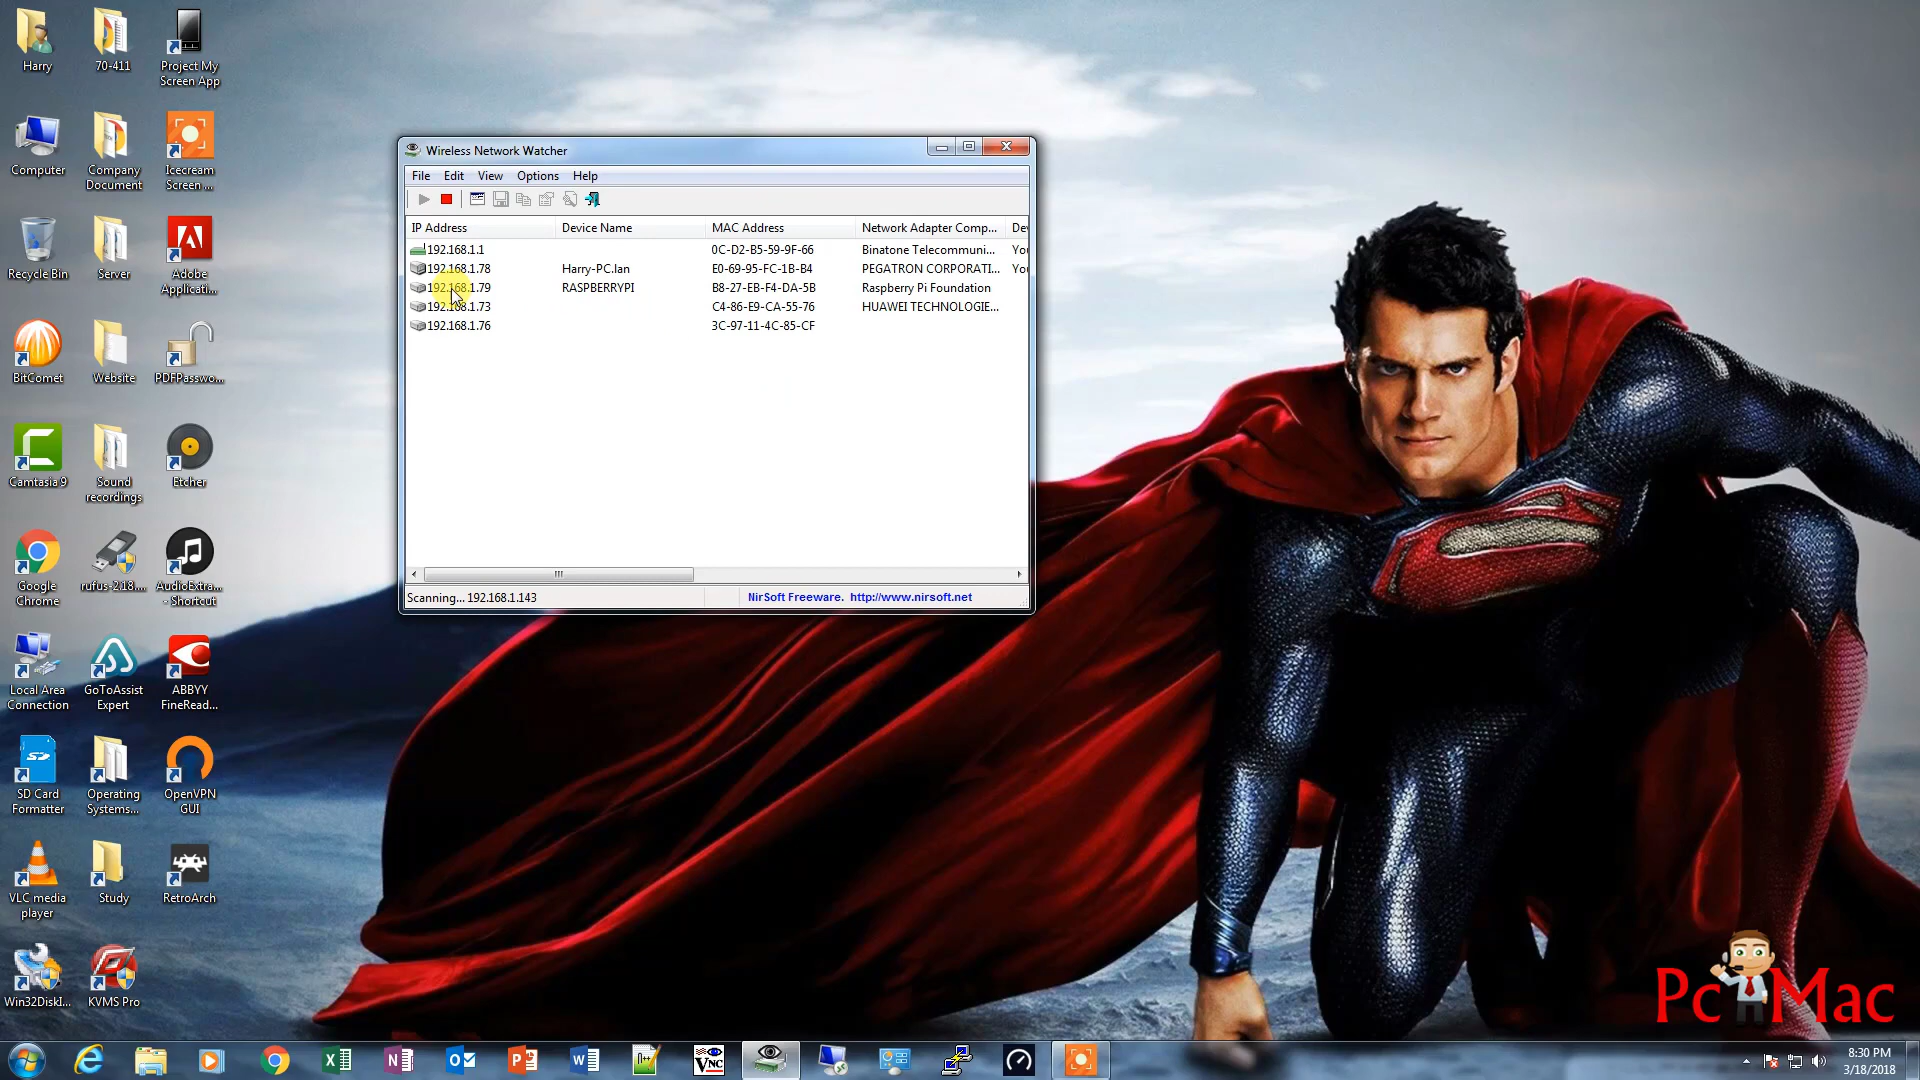 Harry
70-411
Project My
Screen App
Computer
Company
Document
Icecream
Screen ...
Recycle Bin
Server
Adobe
Applicati...
BitComet
Website
PDFPasswo...
Camtasia 9
Sound
recordings
Etcher
Google
Chrome
rufus-2.18....
AudioExtra...
- Shortcut
Local Area
Connection
GoToAssist
Expert
ABBYY
FineRead...
SD Card
Formatter
Operating
Systems...
OpenVPN
GUI
VLC media
player
Study
RetroArch
Win32DiskI...
KVMS Pro
Wireless Network Watcher
File Edit View Options Help
IP Address Device Name MAC Address Network Adapter Comp... De
192.168.1.1 0C-D2-B5-59-9F-66 Binatone Telecommuni... You
192.168.1.78 Harry-PC.lan E0-69-95-FC-1B-B4 PEGATRON CORPORATI... You
192.168.1.79 RASPBERRYPI B8-27-EB-F4-DA-5B Raspberry Pi Foundation
192.168.1.73 C4-86-E9-CA-55-76 HUAWEI TECHNOLOGIE...
192.168.1.76 3C-97-11-4C-85-CF
Scanning... 192.168.1.143 NirSoft Freeware. http://www.nirsoft.net
Pc Mac
8:30 PM
3/18/2018